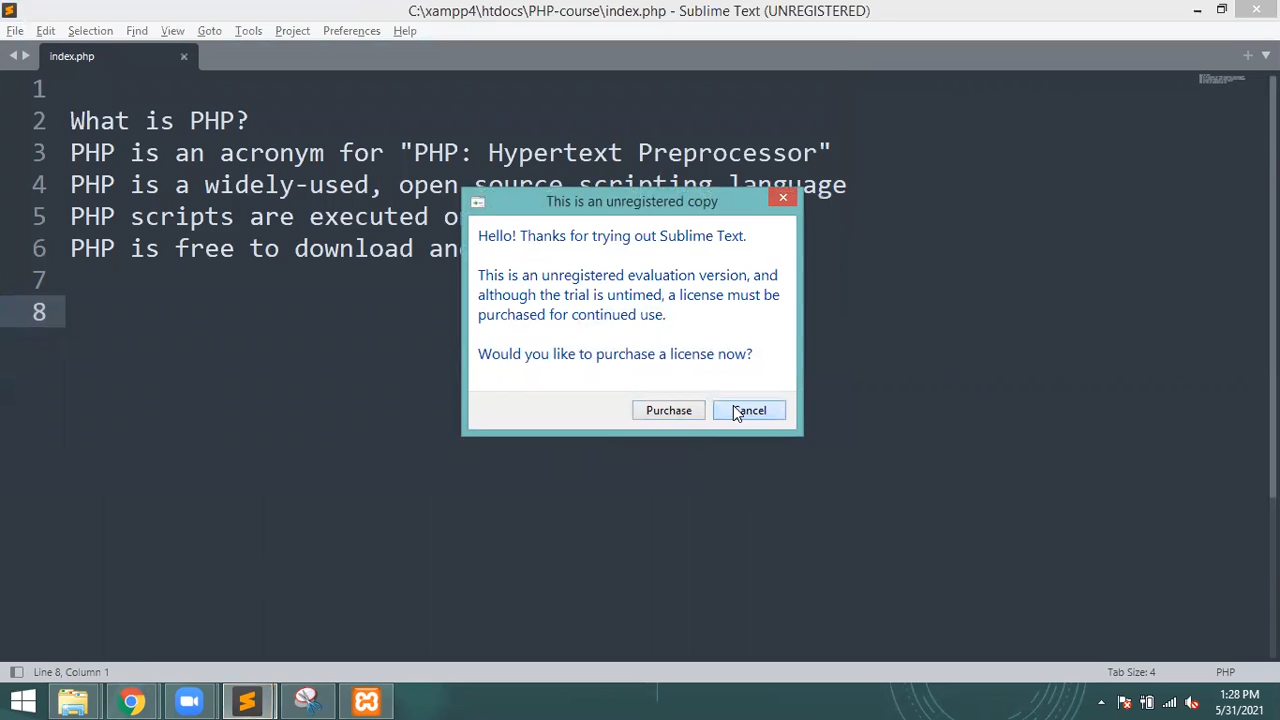 C:\xampp4\htdocs\PHP-course\index.php - Sublime Text (UNREGISTERED)
File Edit Selection Find View Goto Tools Project Preferences Help
index.php
1
2 What is PHP?
3 PHP is an acronym for "PHP: Hypertext Preprocessor"
4 PHP is a widely-used, open source scripting language
5 PHP scripts are executed
6 PHP is free to download
7
8
This is an unregistered copy
Hello! Thanks for trying out Sublime Text.
This is an unregistered evaluation version, and
although the trial is untimed, a license must be
purchased for continued use.
Would you like to purchase a license now?
Purchase Cancel
Line 8, Column 1
Tab Size: 4 PHP
1:28 PM
5/31/2021